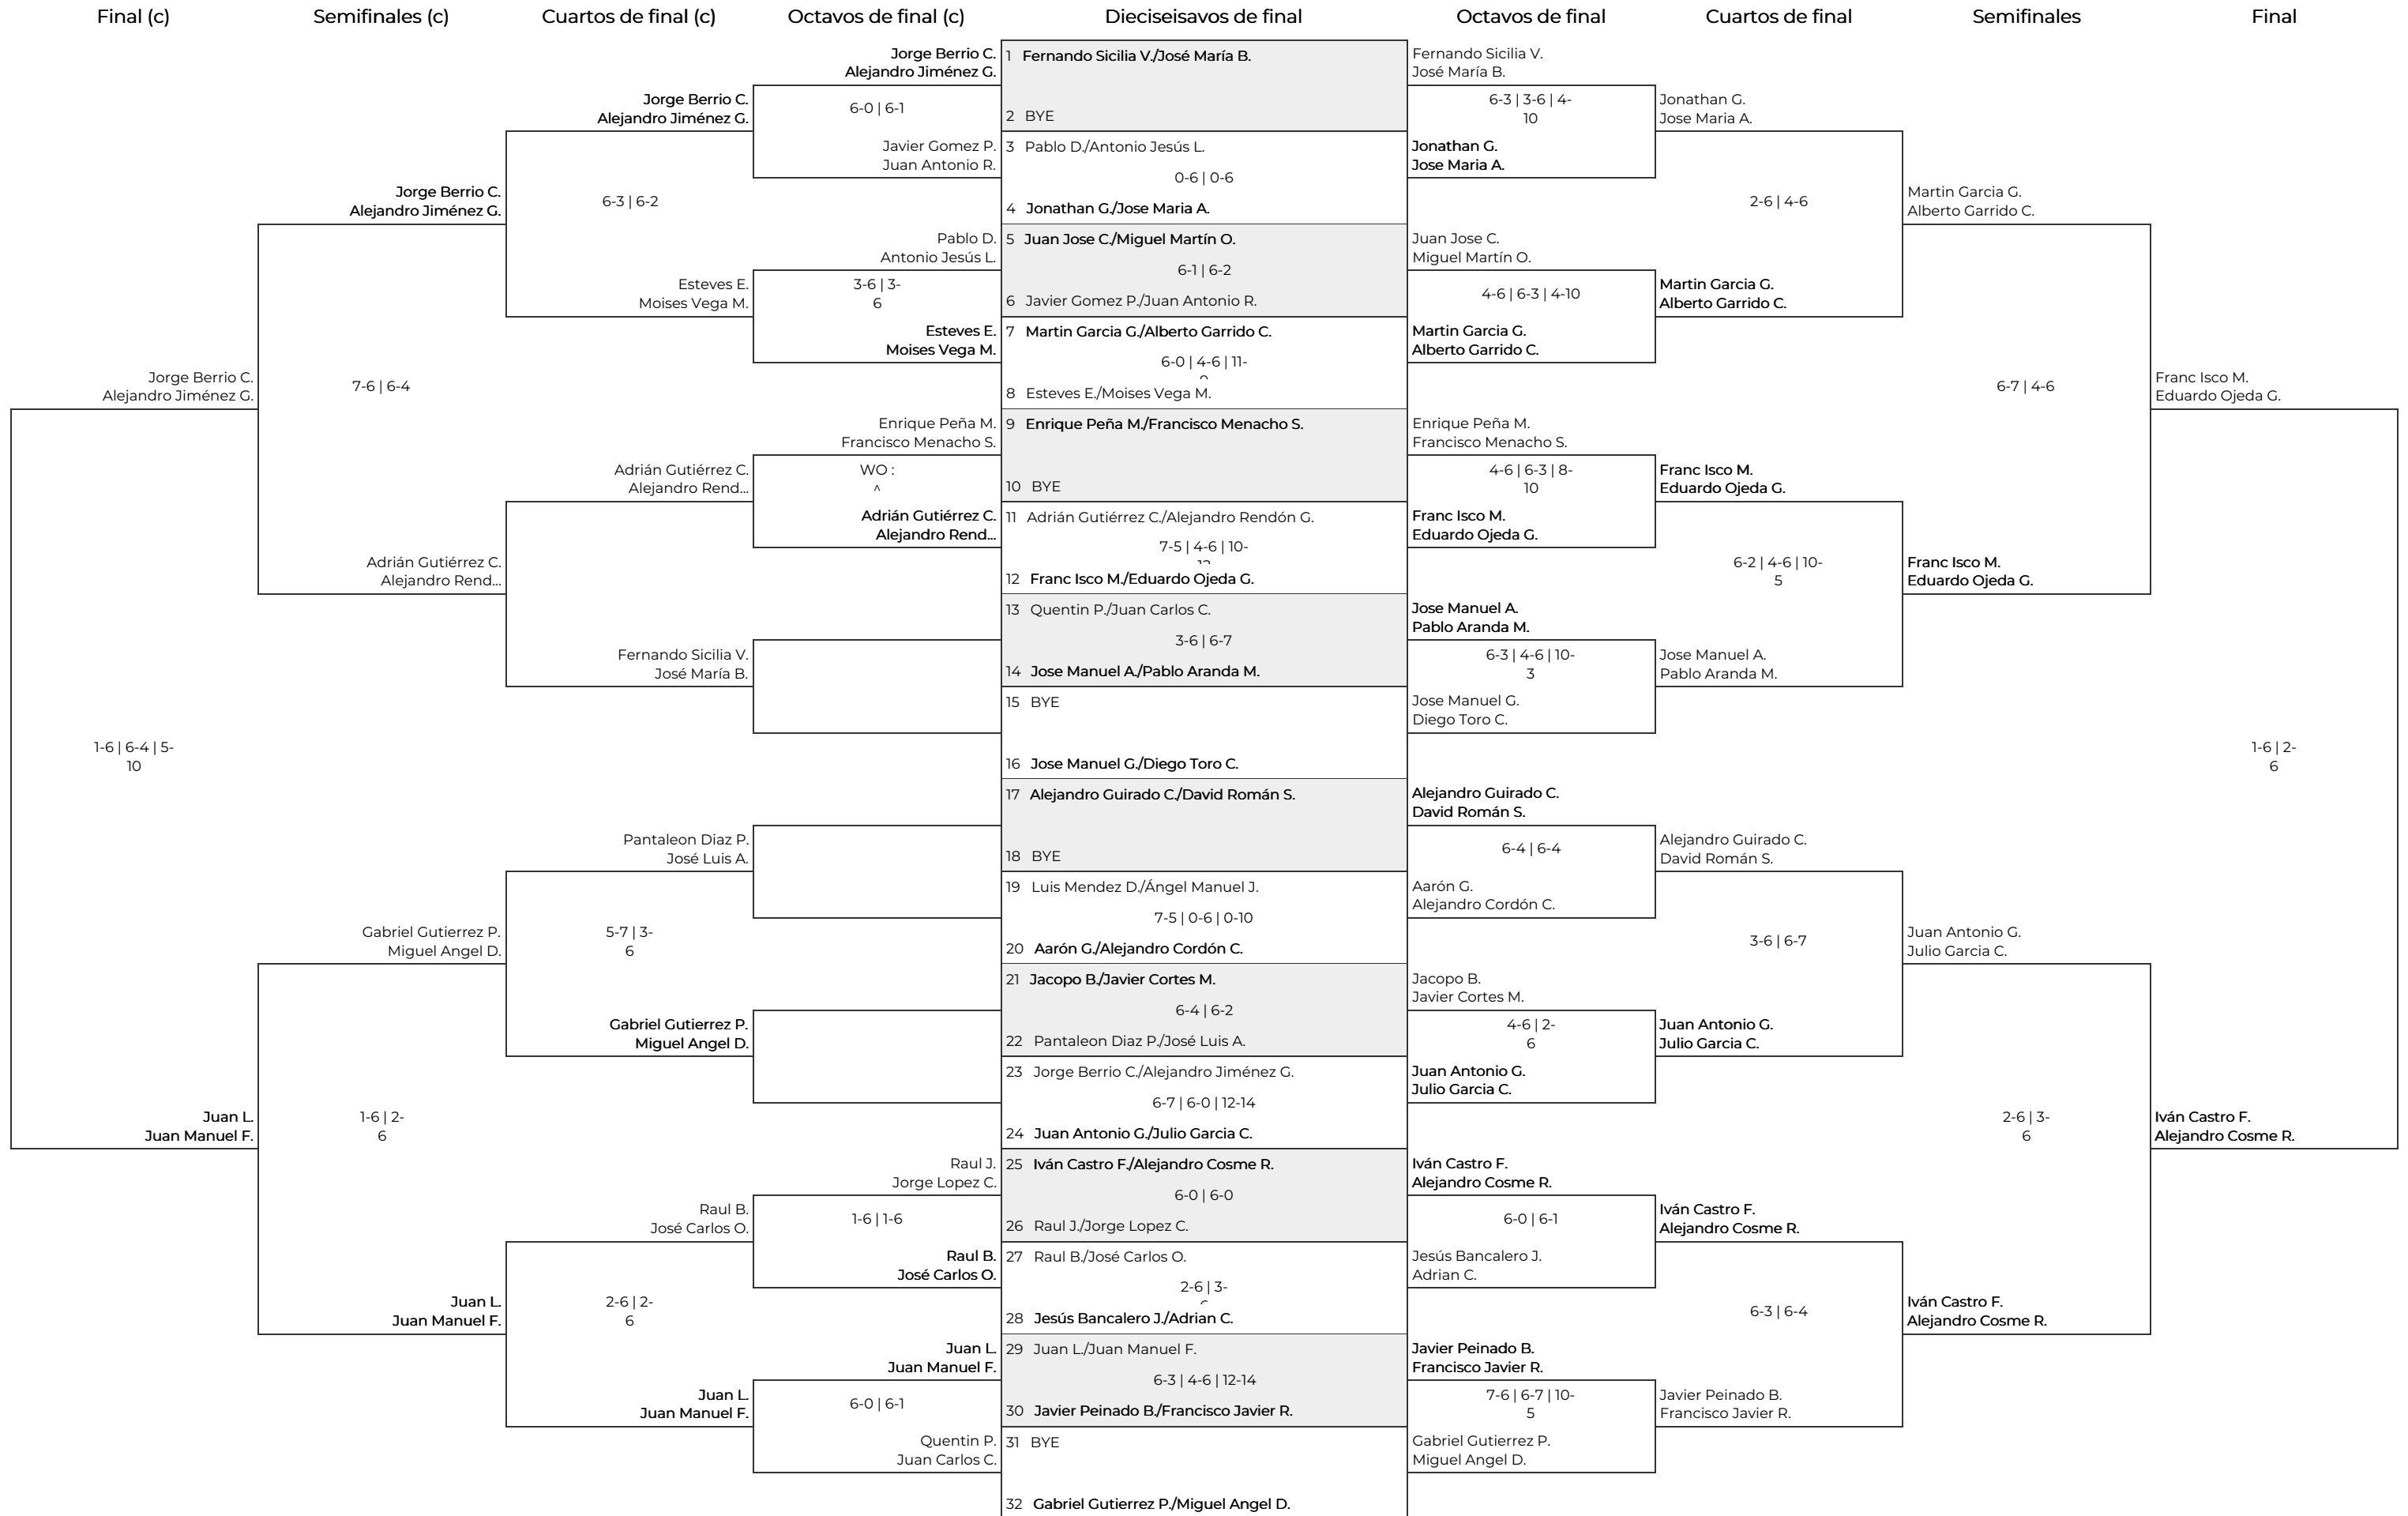 Final (c)
Semifinales (c)
Cuartos de final (c)
Octavos de final (c)
Dieciseisavos de final
Octavos de final
Cuartos de final
Semifinales
Final
Jorge Berrio C.
Alejandro Jiménez G.
1-6 | 6-4 | 5-
10
Juan L.
Juan Manuel F.
Jorge Berrio C.
Alejandro Jiménez G.
7-6 | 6-4
Adrián Gutiérrez C.
Alejandro Rend...
Gabriel Gutierrez P.
Miguel Angel D.
1-6 | 2-
6
Juan L.
Juan Manuel F.
Jorge Berrio C.
Alejandro Jiménez G.
6-3 | 6-2
Esteves E.
Moises Vega M.
Adrián Gutiérrez C.
Alejandro Rend...
Fernando Sicilia V.
José María B.
Pantaleon Diaz P.
José Luis A.
5-7 | 3-
6
Gabriel Gutierrez P.
Miguel Angel D.
Raul B.
José Carlos O.
2-6 | 2-
6
Juan L.
Juan Manuel F.
Jorge Berrio C.
Alejandro Jiménez G.
6-0 | 6-1
Javier Gomez P.
Juan Antonio R.
Pablo D.
Antonio Jesús L.
3-6 | 3-
6
Esteves E.
Moises Vega M.
Enrique Peña M.
Francisco Menacho S.
WO :
^
Adrián Gutiérrez C.
Alejandro Rend...
Raul J.
Jorge Lopez C.
1-6 | 1-6
Raul B.
José Carlos O.
Juan L.
Juan Manuel F.
6-0 | 6-1
Quentin P.
Juan Carlos C.
1 Fernando Sicilia V./José María B.
2 BYE
3 Pablo D./Antonio Jesús L.
0-6 | 0-6
4 Jonathan G./Jose Maria A.
5 Juan Jose C./Miguel Martín O.
6-1 | 6-2
6 Javier Gomez P./Juan Antonio R.
7 Martin Garcia G./Alberto Garrido C.
6-0 | 4-6 | 11-
8 Esteves E./Moises Vega M.
9 Enrique Peña M./Francisco Menacho S.
10 BYE
11 Adrián Gutiérrez C./Alejandro Rendón G.
7-5 | 4-6 | 10-
12 Franc Isco M./Eduardo Ojeda G.
13 Quentin P./Juan Carlos C.
3-6 | 6-7
14 Jose Manuel A./Pablo Aranda M.
15 BYE
16 Jose Manuel G./Diego Toro C.
17 Alejandro Guirado C./David Román S.
18 BYE
19 Luis Mendez D./Ángel Manuel J.
7-5 | 0-6 | 0-10
20 Aarón G./Alejandro Cordón C.
21 Jacopo B./Javier Cortes M.
6-4 | 6-2
22 Pantaleon Diaz P./José Luis A.
23 Jorge Berrio C./Alejandro Jiménez G.
6-7 | 6-0 | 12-14
24 Juan Antonio G./Julio Garcia C.
25 Iván Castro F./Alejandro Cosme R.
6-0 | 6-0
26 Raul J./Jorge Lopez C.
27 Raul B./José Carlos O.
2-6 | 3-
28 Jesús Bancalero J./Adrian C.
29 Juan L./Juan Manuel F.
6-3 | 4-6 | 12-14
30 Javier Peinado B./Francisco Javier R.
31 BYE
32 Gabriel Gutierrez P./Miguel Angel D.
Fernando Sicilia V.
José María B.
6-3 | 3-6 | 4-
10
Jonathan G.
Jose Maria A.
Juan Jose C.
Miguel Martín O.
4-6 | 6-3 | 4-10
Martin Garcia G.
Alberto Garrido C.
Enrique Peña M.
Francisco Menacho S.
4-6 | 6-3 | 8-
10
Franc Isco M.
Eduardo Ojeda G.
Jose Manuel A.
Pablo Aranda M.
6-3 | 4-6 | 10-
3
Jose Manuel G.
Diego Toro C.
Alejandro Guirado C.
David Román S.
6-4 | 6-4
Aarón G.
Alejandro Cordón C.
Jacopo B.
Javier Cortes M.
4-6 | 2-
6
Juan Antonio G.
Julio Garcia C.
Iván Castro F.
Alejandro Cosme R.
6-0 | 6-1
Jesús Bancalero J.
Adrian C.
Javier Peinado B.
Francisco Javier R.
7-6 | 6-7 | 10-
5
Gabriel Gutierrez P.
Miguel Angel D.
Jonathan G.
Jose Maria A.
2-6 | 4-6
Martin Garcia G.
Alberto Garrido C.
Franc Isco M.
Eduardo Ojeda G.
6-2 | 4-6 | 10-
5
Jose Manuel A.
Pablo Aranda M.
Alejandro Guirado C.
David Román S.
3-6 | 6-7
Juan Antonio G.
Julio Garcia C.
Iván Castro F.
Alejandro Cosme R.
6-3 | 6-4
Javier Peinado B.
Francisco Javier R.
Martin Garcia G.
Alberto Garrido C.
6-7 | 4-6
Franc Isco M.
Eduardo Ojeda G.
Juan Antonio G.
Julio Garcia C.
2-6 | 3-
6
Iván Castro F.
Alejandro Cosme R.
Franc Isco M.
Eduardo Ojeda G.
1-6 | 2-
6
Iván Castro F.
Alejandro Cosme R.